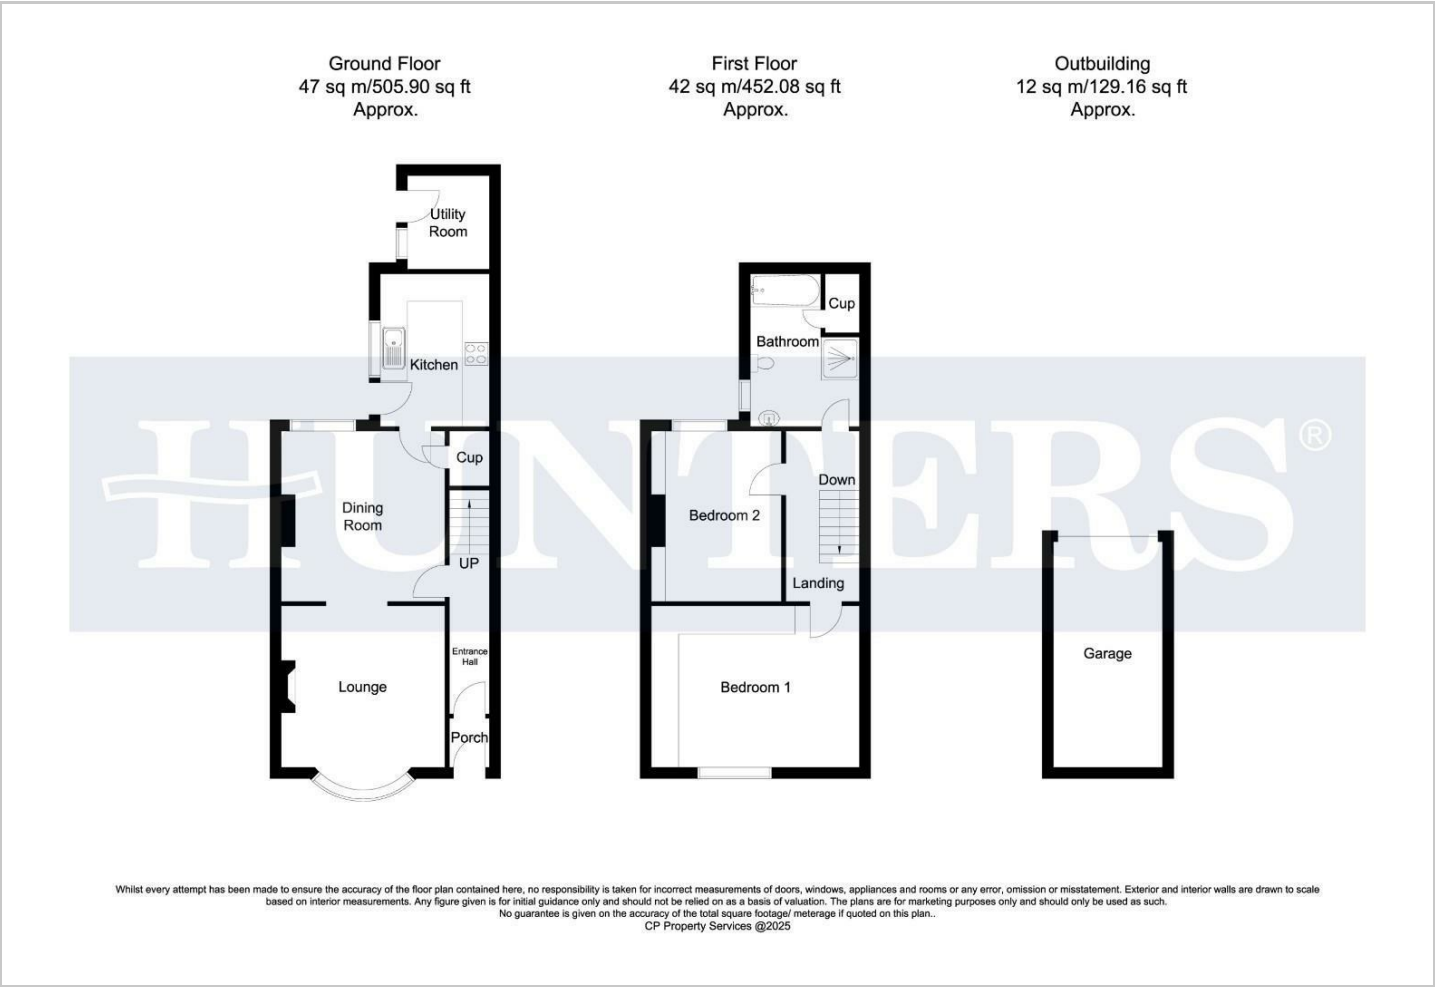 Ground Floor
47 sq m/505.90 sq ft
Approx.
First Floor
42 sq m/452.08 sq ft
Approx.
Outbuilding
12 sq m/129.16 sq ft
Approx.
Utility
Room
Kitchen
Cup
Dining
Room
UP
Entrance
Hall
Lounge
Porch
Cup
Bathroom
Down
Bedroom 2
Landing
Bedroom 1
Garage
HUNTERS®
Whilst every attempt has been made to ensure the accuracy of the floor plan contained here, no responsibility is taken for incorrect measurements of doors, windows, appliances and rooms or any error, omission or misstatement. Exterior and interior walls are drawn to scale
based on interior measurements. Any figure given is for initial guidance only and should not be relied on as a basis of valuation. The plans are for marketing purposes only and should only be used as such.
No guarantee is given on the accuracy of the total square footage/ meterage if quoted on this plan..
CP Property Services @2025